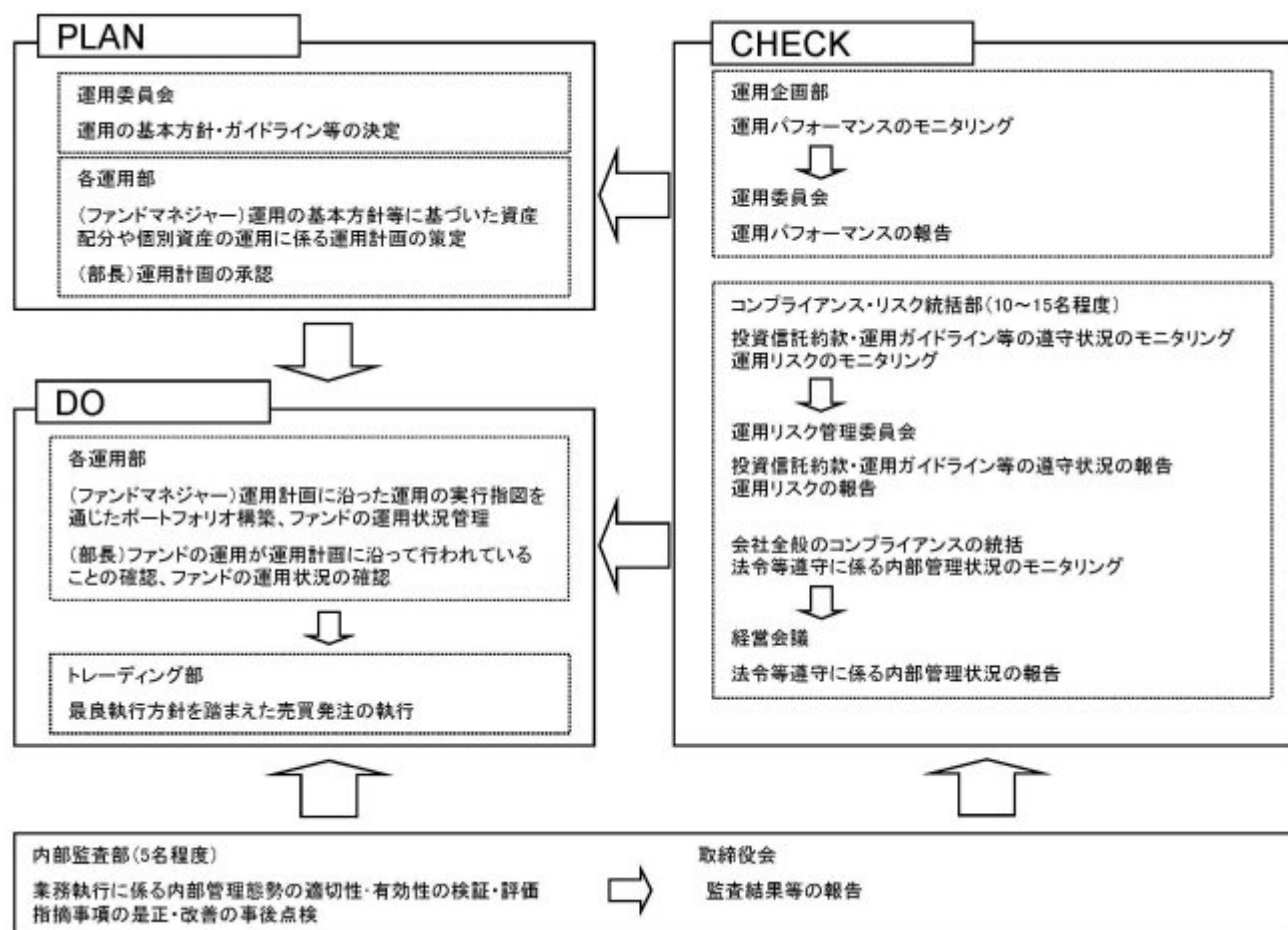 PLAN
運用委員会
運用の基本方針・ガイドライン等の決定
各運用部
(ファンドマネジャー)運用の基本方針等に基づいた資産
配分や個別資産の運用に係る運用計画の策定
(部長)運用計画の承認
DO
各運用部
(ファンドマネジャー)運用計画に沿った運用の実行指図を
通じたポートフォリオ構築、ファンドの運用状況管理
(部長)ファンドの運用が運用計画に沿って行われている
ことの確認、ファンドの運用状況の確認
トレーディング部
最良執行方針を踏まえた売買発注の執行
CHECK
運用企画部
運用パフォーマンスのモニタリング
運用委員会
運用パフォーマンスの報告
コンプライアンス・リスク統括部(10~15名程度)
投資信託約款・運用ガイドライン等の遵守状況のモニタリング
運用リスクのモニタリング
運用リスク管理委員会
投資信託約款・運用ガイドライン等の遵守状況の報告
運用リスクの報告
会社全般のコンプライアンスの統括
法令等遵守に係る内部管理状況のモニタリング
経営会議
法令等遵守に係る内部管理状況の報告
内部監査部(5名程度)
業務執行に係る内部管理態勢の適切性・有効性の検証・評価
指摘事項の是正・改善の事後点検
取締役会
監査結果等の報告